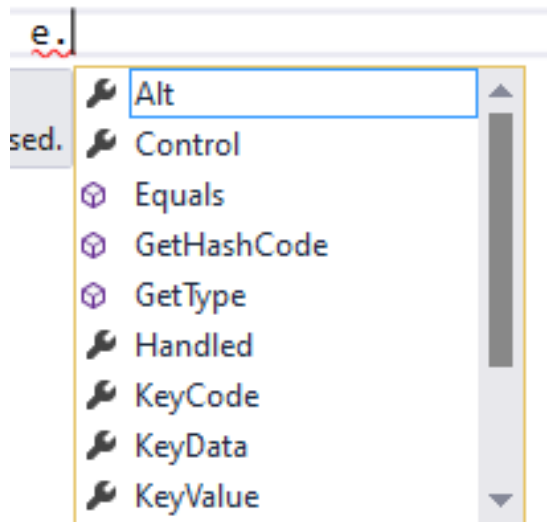 e.
sed.
Alt
Control
Equals
GetHashCode
GetType
Handled
KeyCode
KeyData
KeyValue